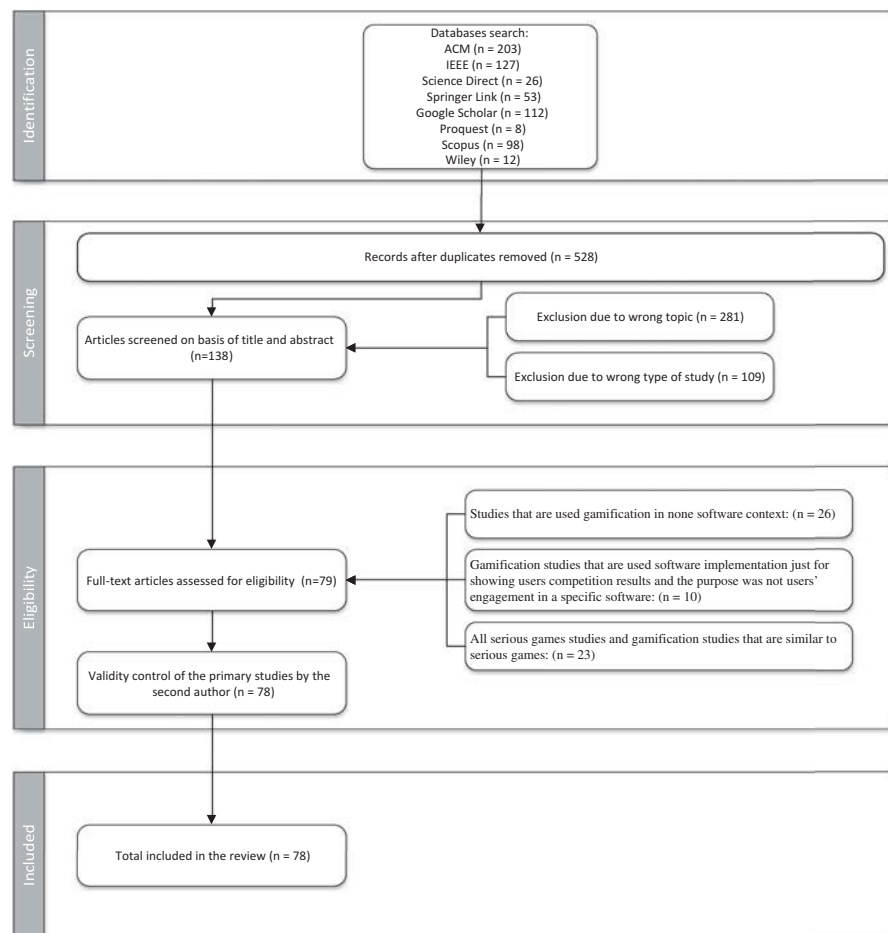 Identification
Databases search:
ACM (n = 203)
IEEE (n = 127)
Science Direct (n = 26)
Springer Link (n = 53)
Google Scholar (n = 112)
Proquest (n = 8)
Scopus (n = 98)
Wiley (n = 12)
Screening
Records after duplicates removed (n = 528)
Articles screened on basis of title and abstract
(n=138)
Exclusion due to wrong topic (n = 281)
Exclusion due to wrong type of study (n = 109)
Eligibility
Full-text articles assessed for eligibility (n=79)
Studies that are used gamification in none software context: (n = 26)
Gamification studies that are used software implementation just for
showing users competition results and the purpose was not users’
engagement in a specific software: (n = 10)
All serious games studies and gamification studies that are similar to
serious games: (n = 23)
Validity control of the primary studies by the
second author (n = 78)
Included
Total included in the review (n = 78)